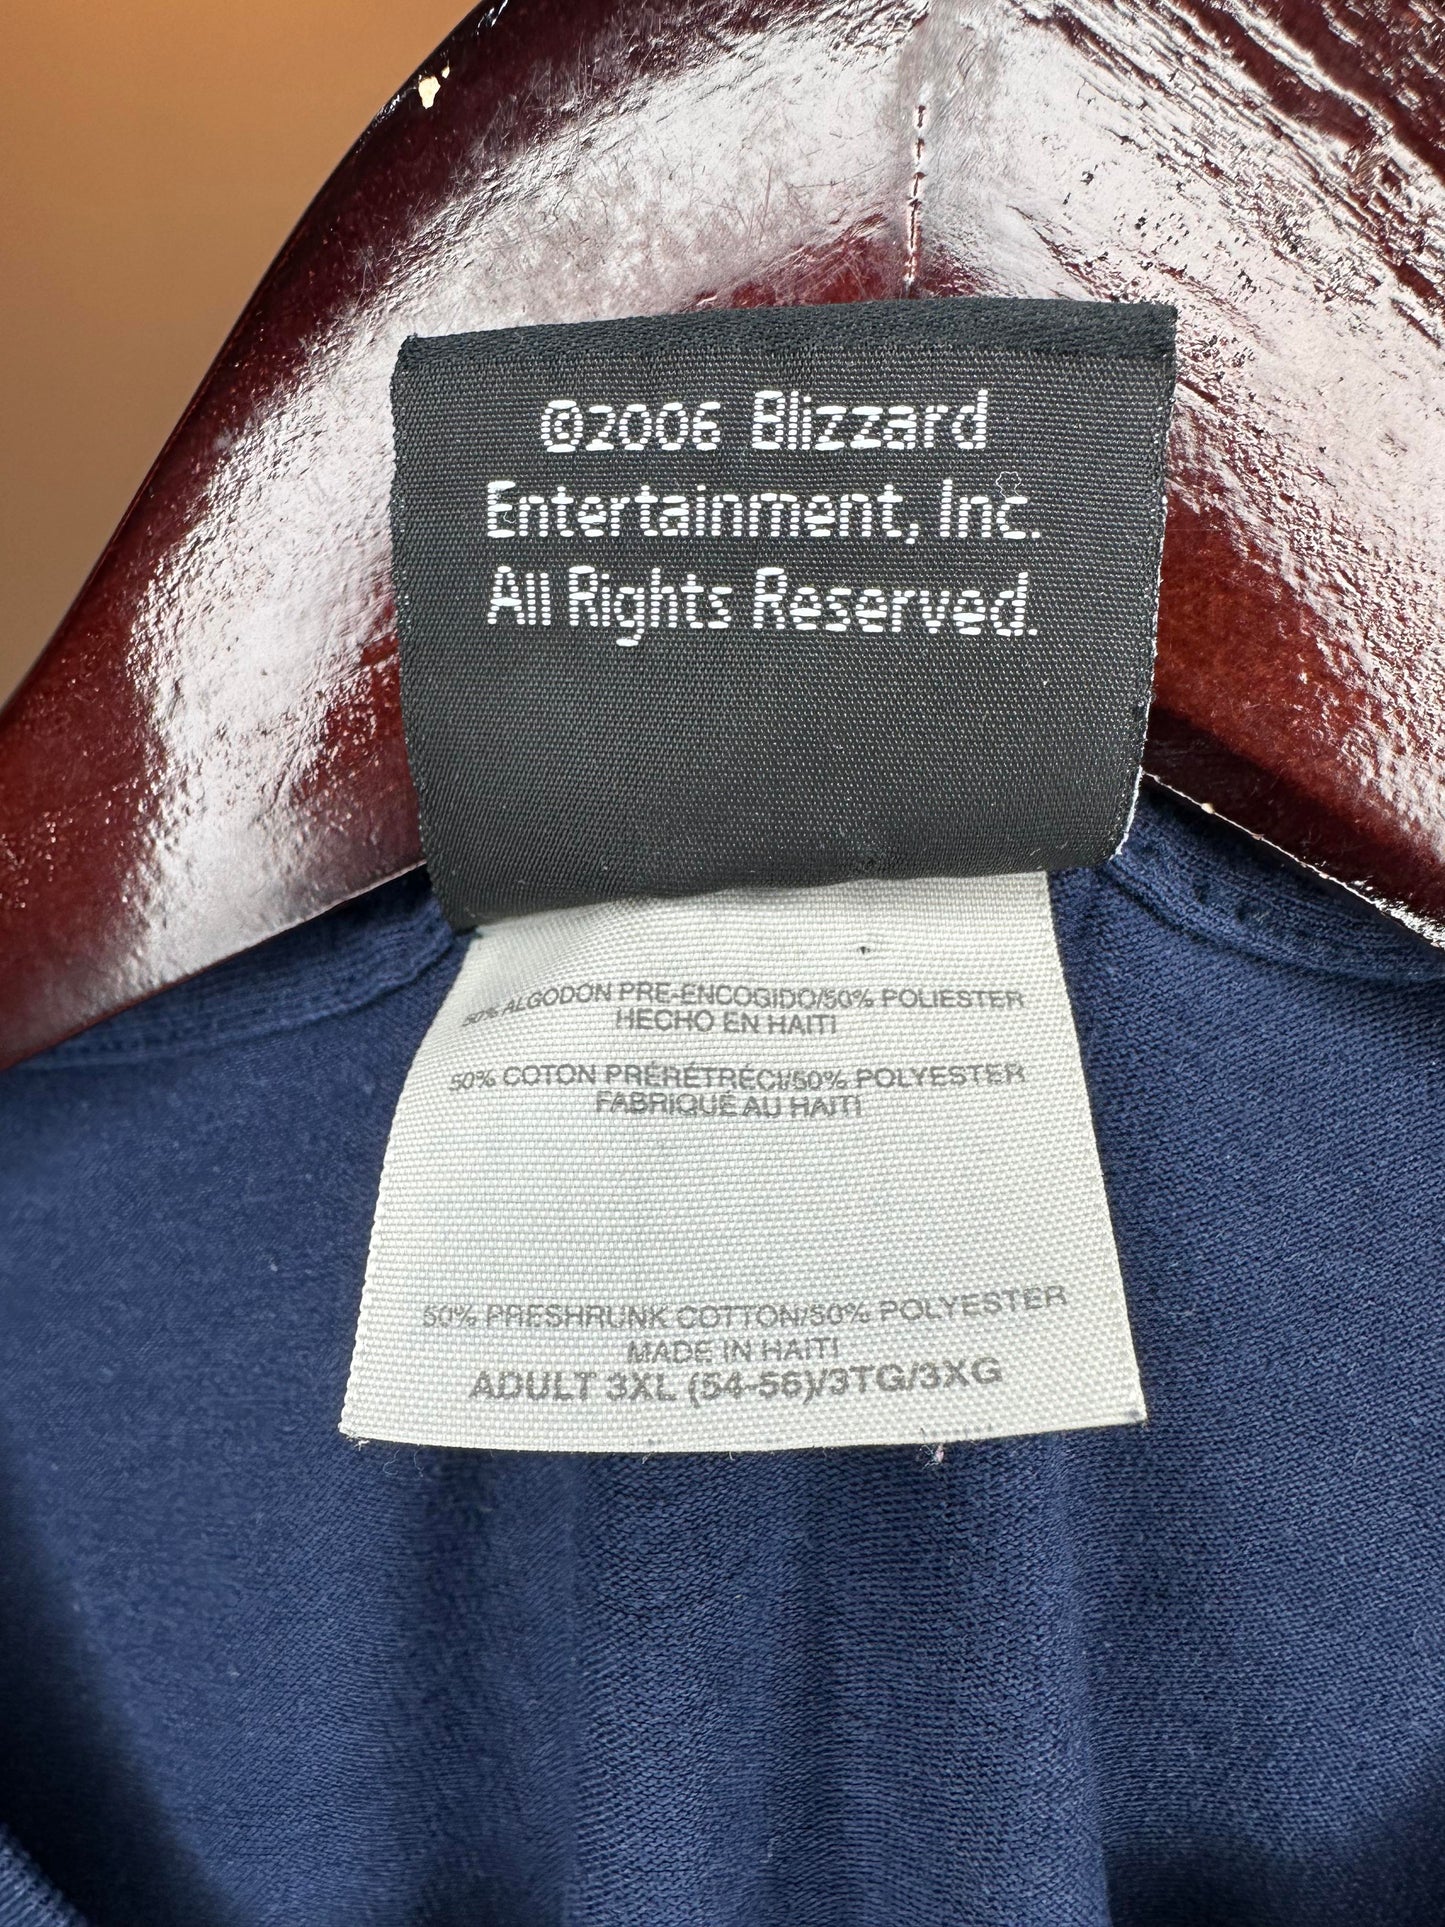 ©2006 Blizzard
Entertainment, Inc.
All Rights Reserved.
50% ALGODON PRE-ENCOGIDO/50% POLIESTER
HECHO EN HAITI
50% COTON PRÉRÉTRÉCI/50% POLYESTER
FABRIQUÉ AU HAITI
50% PRESHRUNK COTTON/50% POLYESTER
MADE IN HAITI
ADULT 3XL (54-56)/3TG/3XG